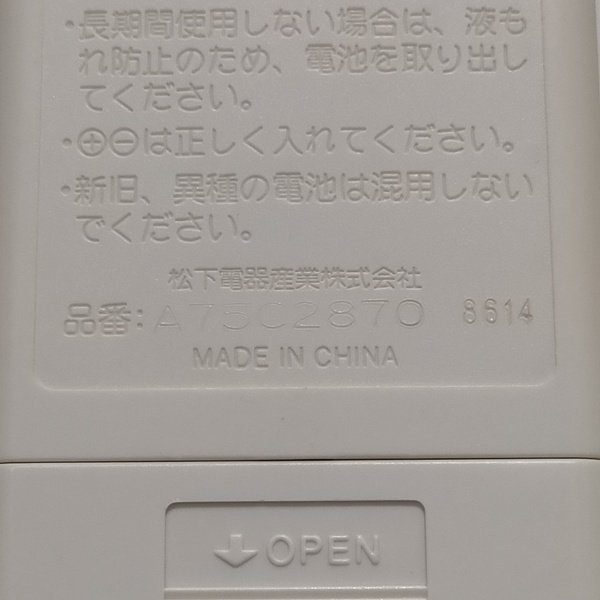 ・長期間使用しない場合は、液も
れ防止のため、電池を取り出し
てください。
・⊕⊖は正しく入れてください。
・新旧、異種の電池は混用しない
でください。
松下電器産業株式会社
品番: A75C2870 8614
MADE IN CHINA
↓OPEN